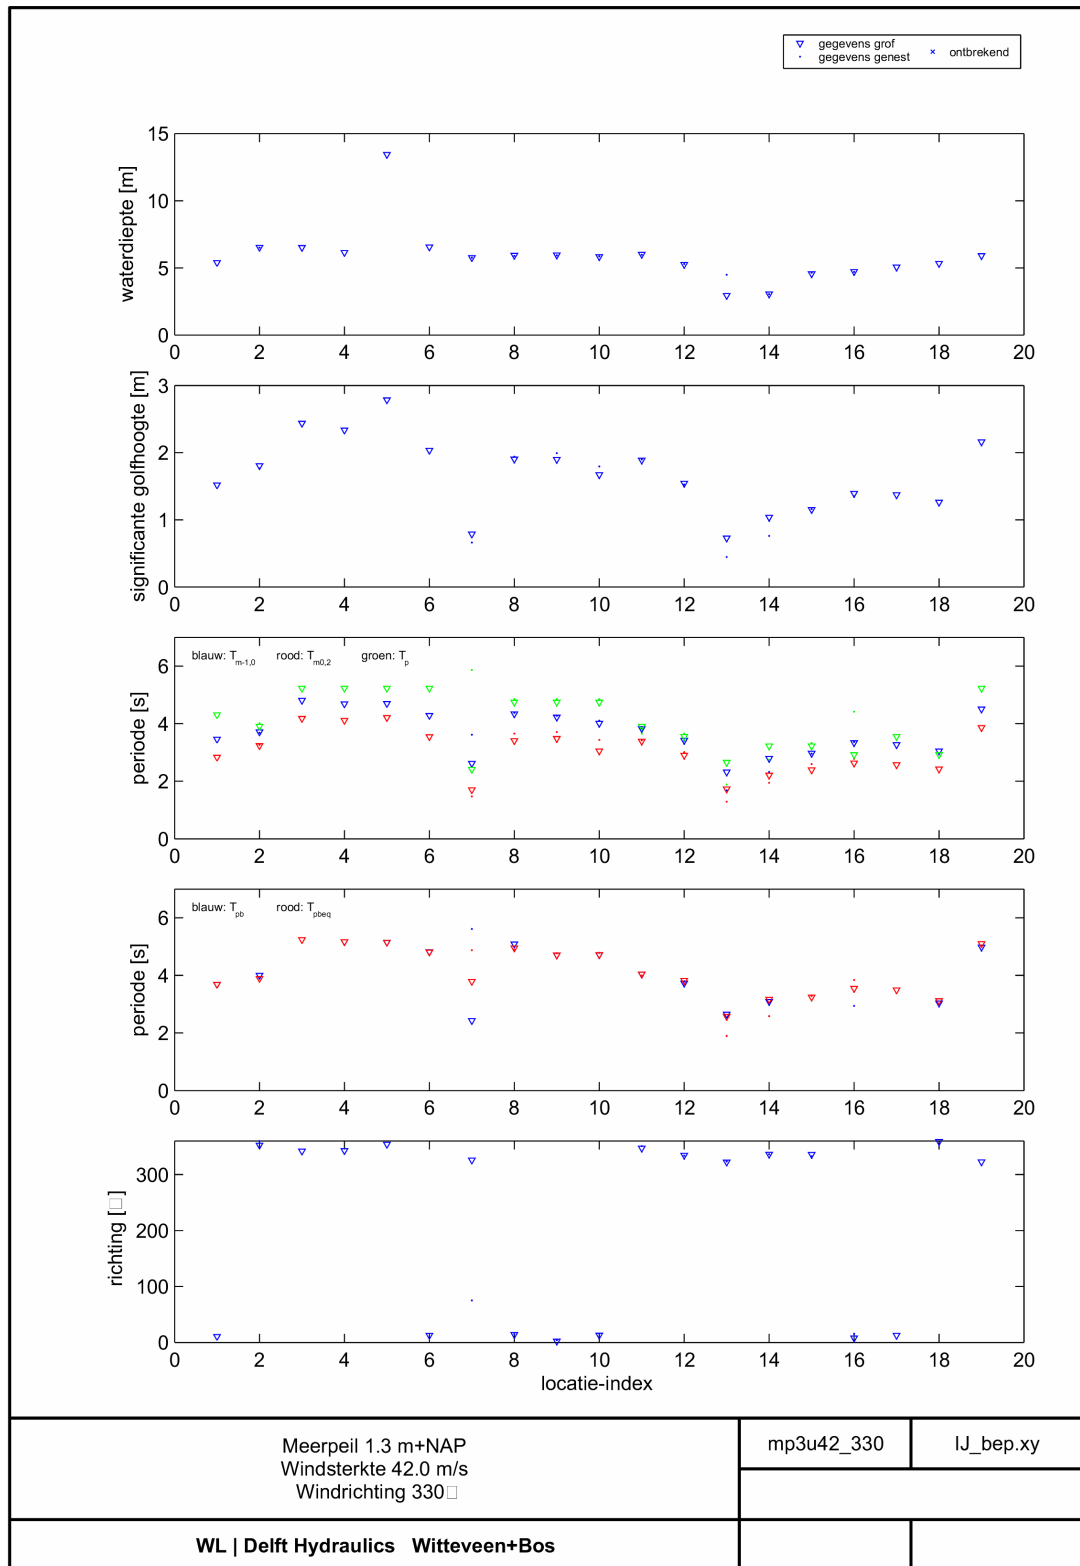 gegevens grof
gegevens genest
ontbrekend
waterdiepte [m]
15
10
5
0
0 2 4 6 8 10 12 14 16 18 20
significante golfhoogte [m]
3
2
1
0
0 2 4 6 8 10 12 14 16 18 20
periode [s]
blauw: Tm-1,0 rood: Tm0,2 groen: Tp
6
4
2
0
0 2 4 6 8 10 12 14 16 18 20
periode [s]
blauw: Tpb rood: Tpbeq
6
4
2
0
0 2 4 6 8 10 12 14 16 18 20
richting [□]
300
200
100
0
0 2 4 6 8 10 12 14 16 18 20
locatie-index
Meerpeil 1.3 m+NAP
Windsterkte 42.0 m/s
Windrichting 330□
mp3u42_330
IJ_bep.xy
WL | Delft Hydraulics Witteveen+Bos